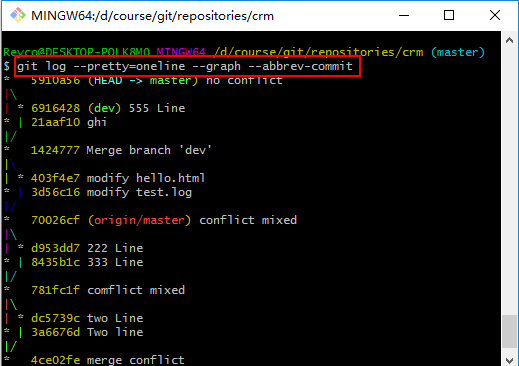 MINGW64:/d/course/git/repositories/crm
Reyco@DESKTOP-PQLK8MO MINGW64 /d/course/git/repositories/crm (master)
$ git log --pretty=oneline --graph --abbrev-commit
*   5910a56 (HEAD -> master) no conflict
|\
| * 6916428 (dev) 555 Line
* | 21aaf10 ghi
|/
*   1424777 Merge branch 'dev'
|\
| * 403f4e7 modify hello.html
* | 3d56c16 modify test.log
|/
*   70026cf (origin/master) conflict mixed
|\
| * d953dd7 222 Line
* | 8435b1c 333 Line
|/
*   781fc1f comflict mixed
|\
| * dc5739c two Line
* | 3a6676d Two line
|/
*   4ce02fe merge conflict